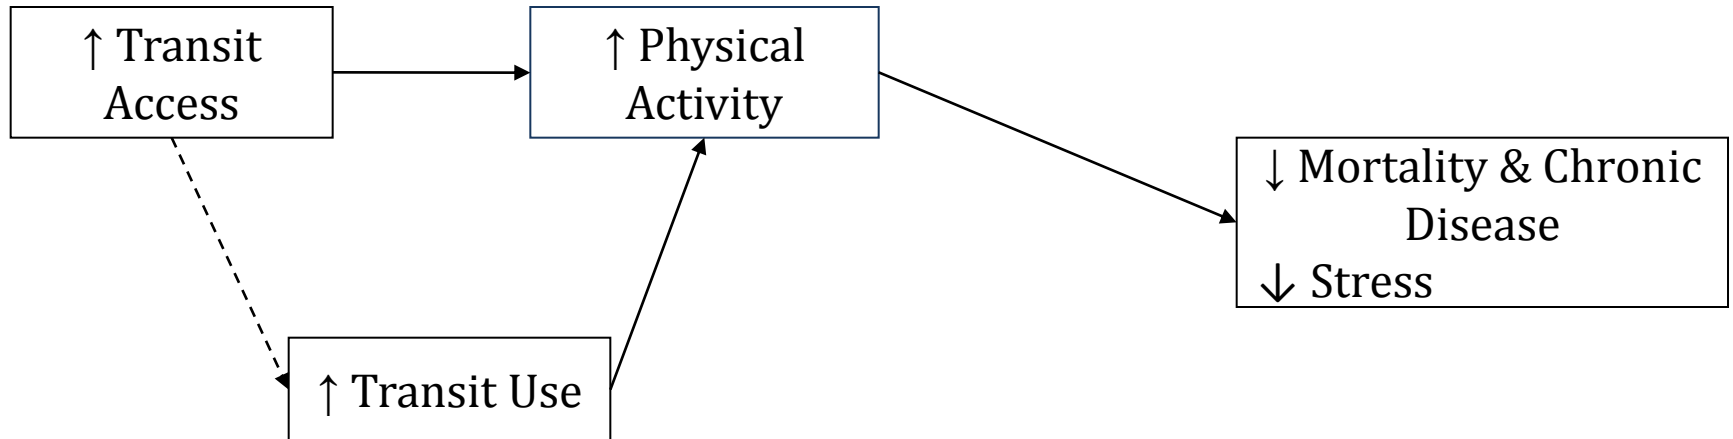 ↑ Transit
Access
↑ Physical
Activity
↓ Mortality & Chronic
Disease
↓ Stress
↑ Transit Use